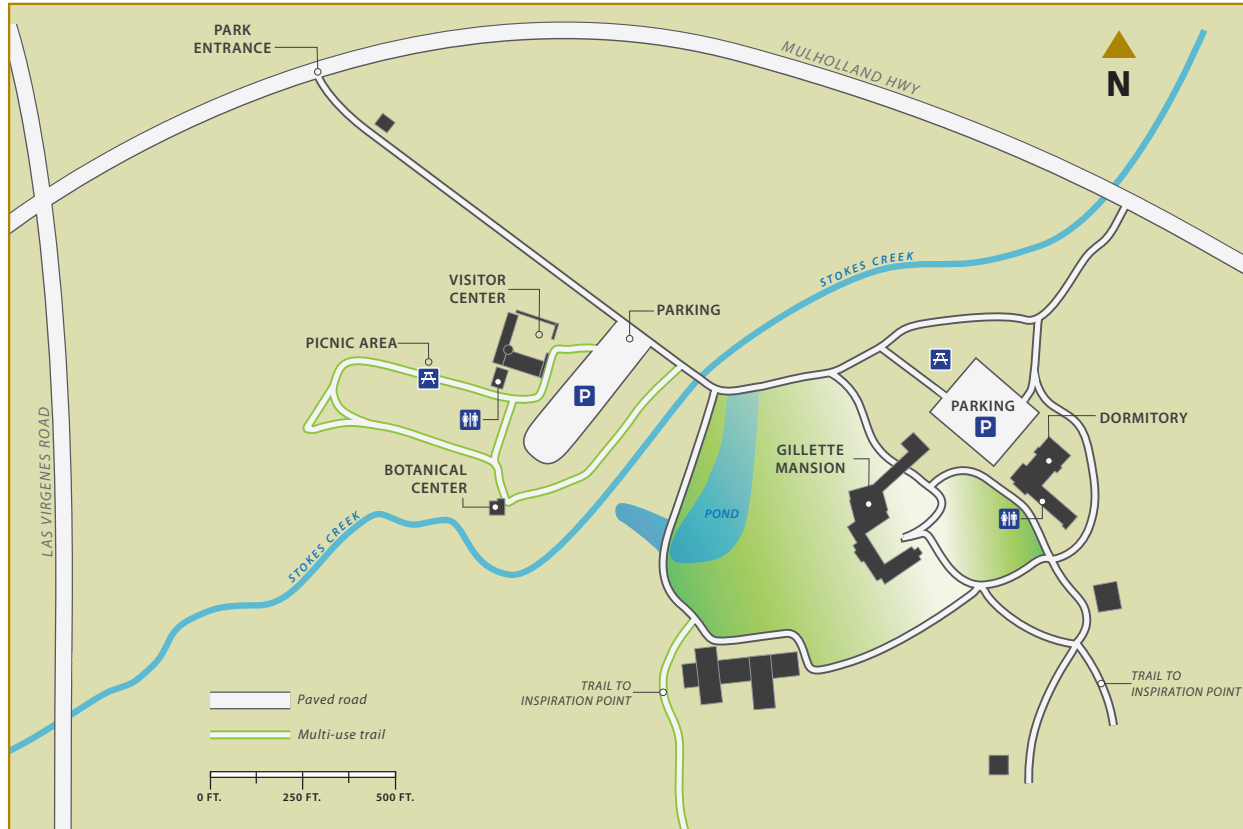 PARK
ENTRANCE
MULHOLLAND HWY
N
STOKES CREEK
VISITOR
CENTER
PARKING
PICNIC AREA
P
PARKING
P
DORMITORY
LAS VIRGENES ROAD
BOTANICAL
CENTER
GILLETTE
MANSION
POND
STOKES CREEK
TRAIL TO
INSPIRATION POINT
TRAIL TO
INSPIRATION POINT
Paved road
Multi-use trail
0 FT.
250 FT.
500 FT.